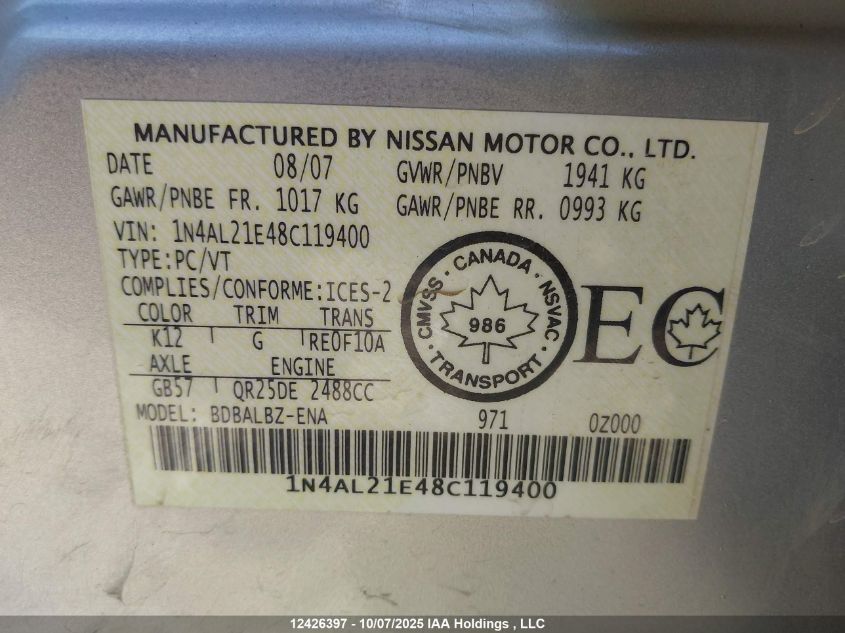 MANUFACTURED BY NISSAN MOTOR CO., LTD.
DATE 08/07 GVWR/PNBV 1941 KG
GAWR/PNBE FR. 1017 KG GAWR/PNBE RR. 0993 KG
VIN: 1N4AL21E48C119400
TYPE:PC/VT
COMPLIES/CONFORME:ICES-2
COLOR TRIM TRANS
K12 G RE0F10A
AXLE ENGINE
GB57 QR25DE 2488CC
MODEL: BDBALBZ-ENA 971 0Z000
CMVSS · CANADA · NSVAC · TRANSPORT ·
986
EC
1N4AL21E48C119400
12426397 - 10/07/2025 IAA Holdings , LLC